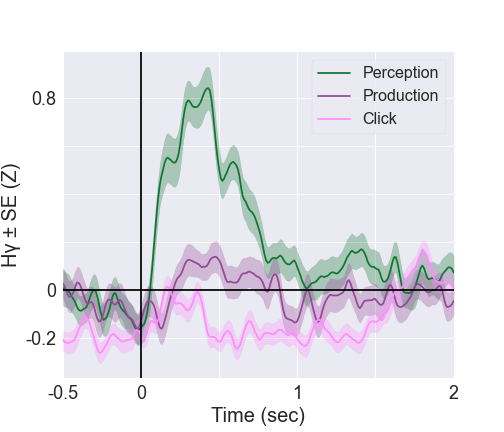 Perception
Production
Click
0.8
0
-0.2
Hγ ± SE (Z)
-0.5
0
1
2
Time (sec)